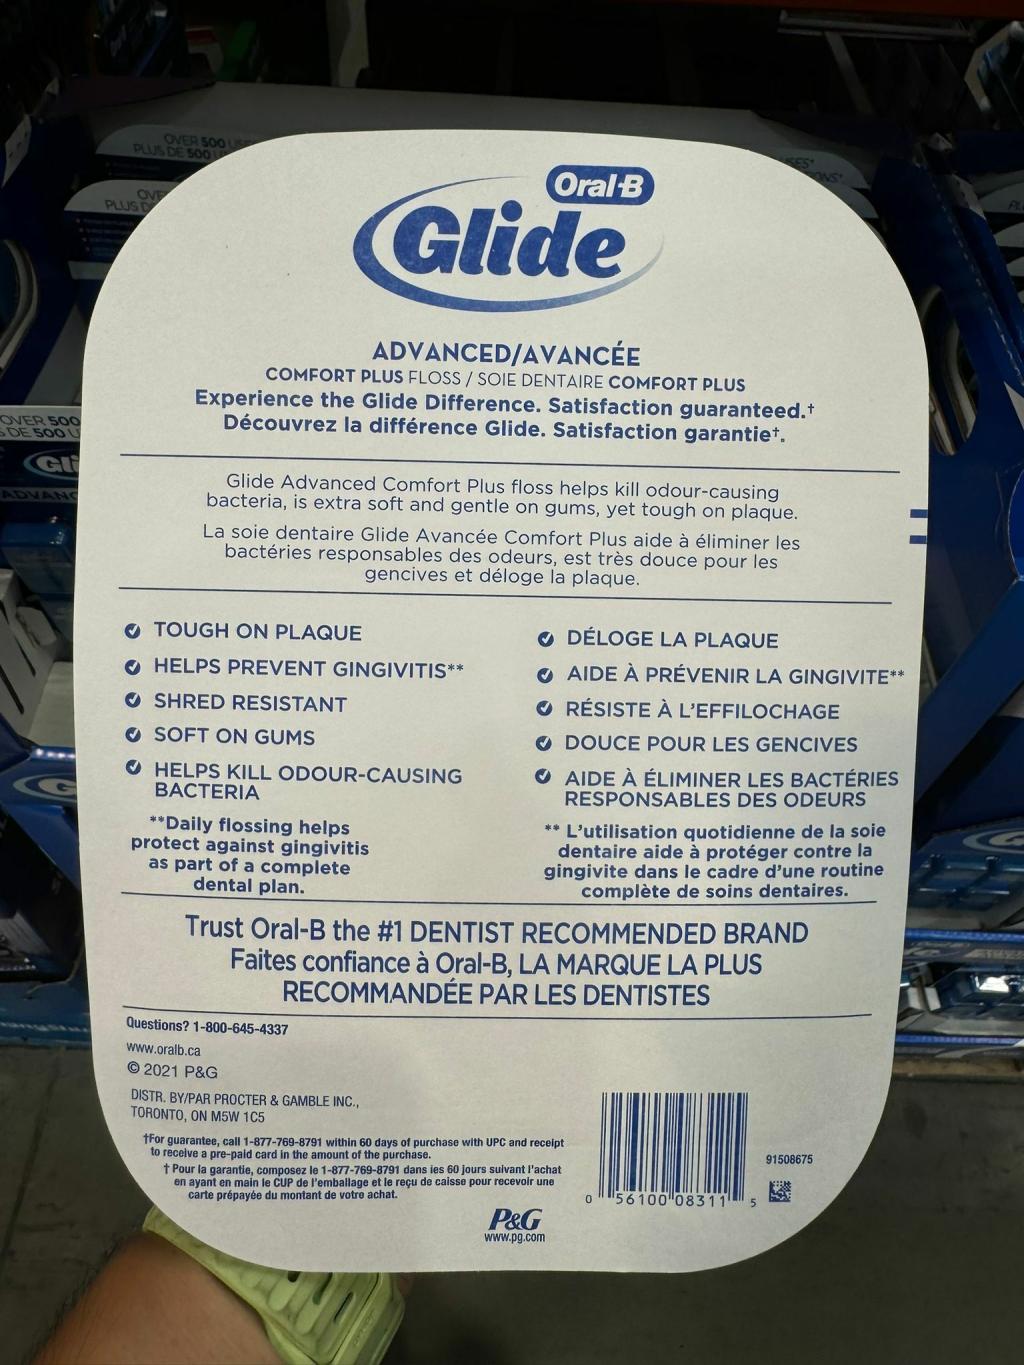 OVER 500
PLUS DE 500
OVER
PLUS
OVER 500
DE 500
Oral-B
Glide
ADVANCED/AVANCÉE
COMFORT PLUS FLOSS / SOIE DENTAIRE COMFORT PLUS
Experience the Glide Difference. Satisfaction guaranteed.†
Découvrez la différence Glide. Satisfaction garantie†.
Glide Advanced Comfort Plus floss helps kill odour-causing
bacteria, is extra soft and gentle on gums, yet tough on plaque.
La soie dentaire Glide Avancée Comfort Plus aide à éliminer les
bactéries responsables des odeurs, est très douce pour les
gencives et déloge la plaque.
TOUGH ON PLAQUE
HELPS PREVENT GINGIVITIS**
SHRED RESISTANT
SOFT ON GUMS
HELPS KILL ODOUR-CAUSING
BACTERIA
**Daily flossing helps
protect against gingivitis
as part of a complete
dental plan.
DÉLOGE LA PLAQUE
AIDE À PRÉVENIR LA GINGIVITE**
RÉSISTE À L'EFFILOCHAGE
DOUCE POUR LES GENCIVES
AIDE À ÉLIMINER LES BACTÉRIES
RESPONSABLES DES ODEURS
** L'utilisation quotidienne de la soie
dentaire aide à protéger contre la
gingivite dans le cadre d'une routine
complète de soins dentaires.
Trust Oral-B the #1 DENTIST RECOMMENDED BRAND
Faites confiance à Oral-B, LA MARQUE LA PLUS
RECOMMANDÉE PAR LES DENTISTES
Questions? 1-800-645-4337
www.oralb.ca
© 2021 P&G
DISTR. BY/PAR PROCTER & GAMBLE INC.,
TORONTO, ON M5W 1C5
†For guarantee, call 1-877-769-8791 within 60 days of purchase with UPC and receipt
to receive a pre-paid card in the amount of the purchase.
† Pour la garantie, composez le 1-877-769-8791 dans les 60 jours suivant l'achat
en ayant en main le CUP de l'emballage et le reçu de caisse pour recevoir une
carte prépayée du montant de votre achat.
91508675
0 56100 08311 5
P&G
www.pg.com